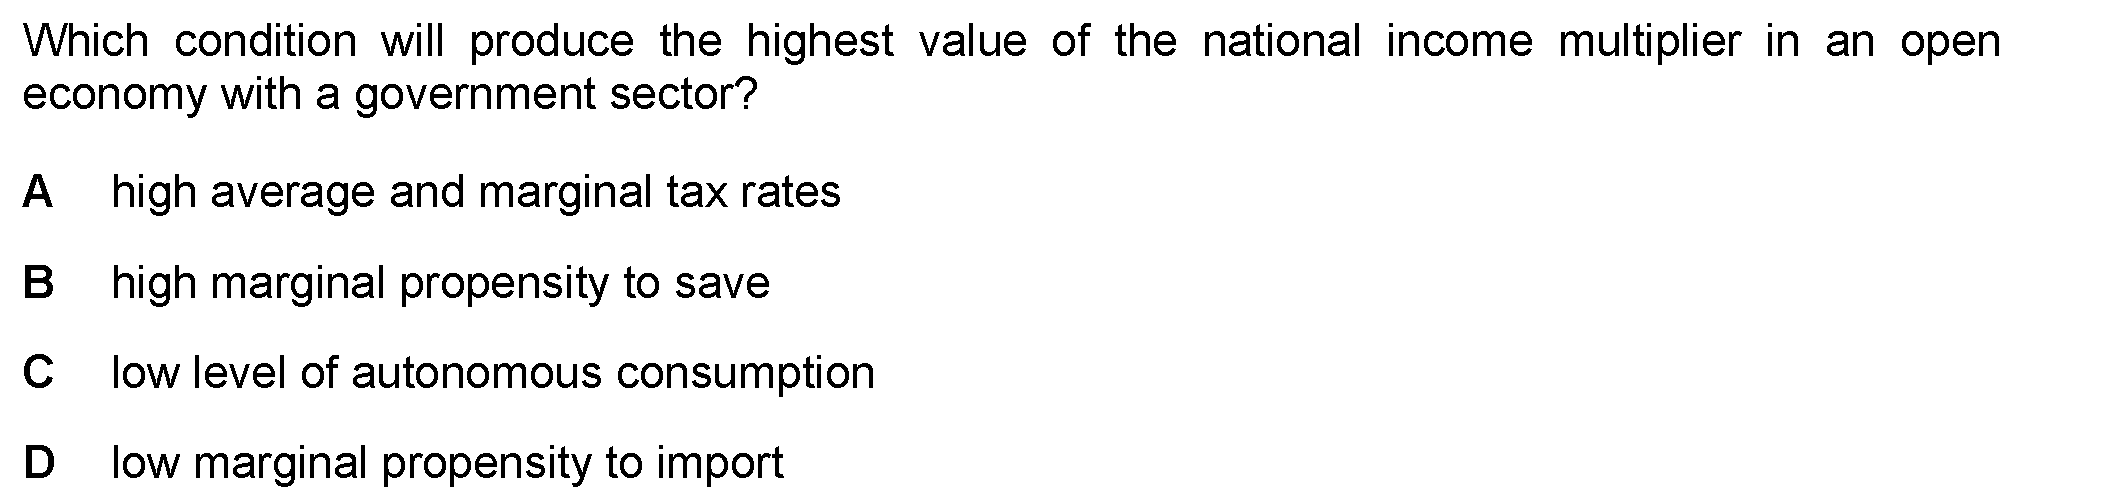 Which condition will produce the highest value of the national income multiplier in an open
economy with a government sector?
A high average and marginal tax rates
B high marginal propensity to save
C low level of autonomous consumption
D low marginal propensity to import